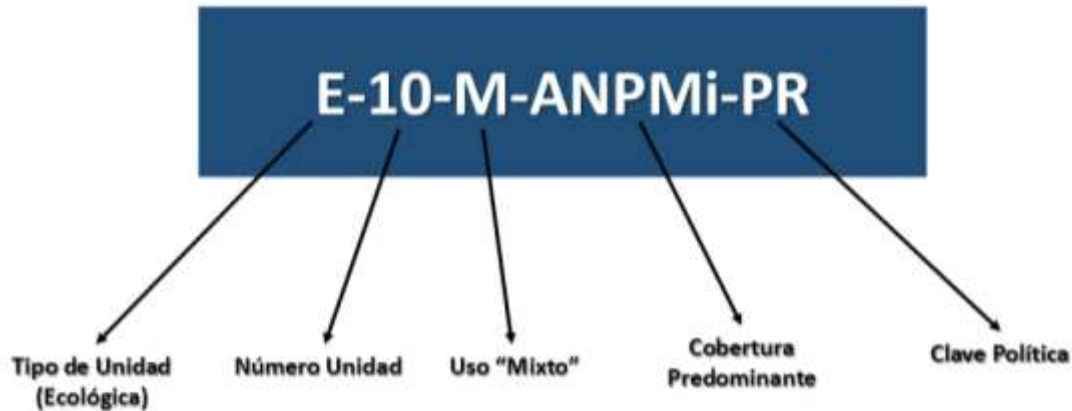 E-10-M-ANPMi-PR
Tipo de Unidad
(Ecológica)
Número Unidad
Uso “Mixto”
Cobertura
Predominante
Clave Política